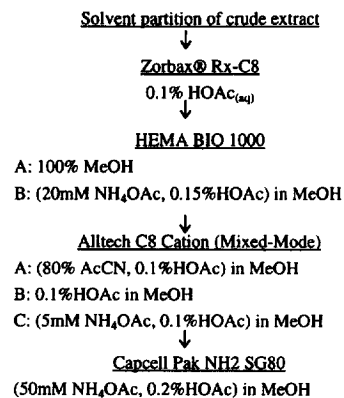 Solvent partition of crude extract
Zorbax® Rx-C8
0.1% HOAc(aq)
HEMA BIO 1000
A: 100% MeOH
B: (20mM NH4OAc, 0.15%HOAc) in MeOH
Alltech C8 Cation (Mixed-Mode)
A: (80% AcCN, 0.1%HOAc) in MeOH
B: 0.1%HOAc in MeOH
C: (5mM NH4OAc, 0.1%HOAc) in MeOH
Capcell Pak NH2 SG80
(50mM NH4OAc, 0.2%HOAc) in MeOH